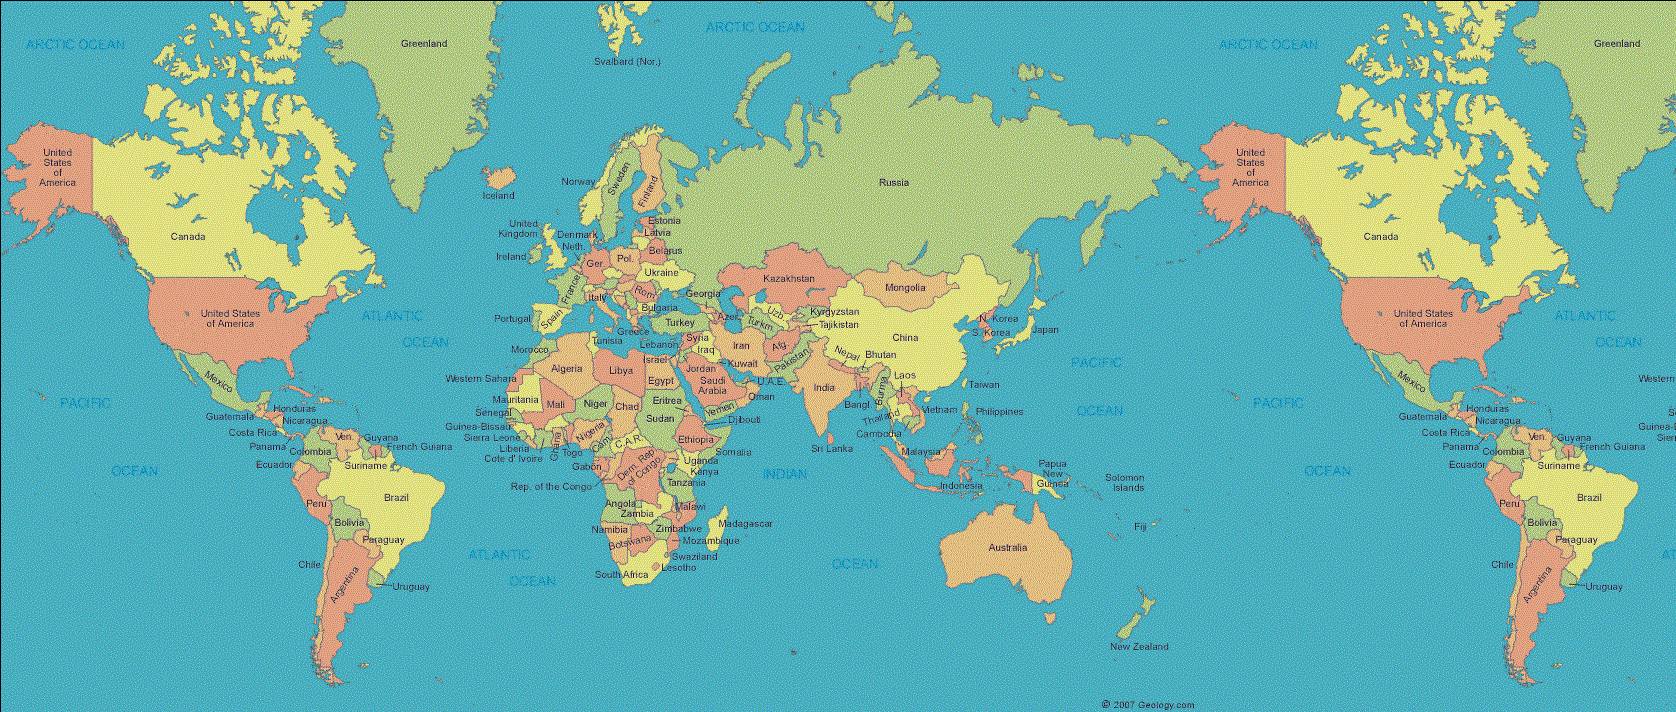 ARCTIC OCEAN
ARCTIC OCEAN
ARCTIC OCEAN
Greenland
Greenland
Svalbard (Nor.)
United
States
of
America
Canada
Iceland
Norway
Sweden
Finland
Russia
United
States
of
America
Canada
United
Kingdom
Ireland
Denmark
Neth.
Estonia
Latvia
Belarus
Ger.
Pol.
Ukraine
France
Italy
Rom.
Bulgaria
Georgia
Kazakhstan
Mongolia
United States
of America
ATLANTIC
OCEAN
Portugal
Spain
Greece
Turkey
Azer.
Uzb.
Turkm.
Kyrgyzstan
Tajikistan
China
N. Korea
S. Korea
Japan
United States
of America
ATLANTIC
OCEAN
Morocco
Tunisia
Lebanon
Israel
Syria
Iraq
Iran
Afg.
Kuwait
Jordan
Pakistan
Nepal
Bhutan
PACIFIC
OCEAN
Western Sahara
Algeria
Libya
Egypt
Saudi
Arabia
U.A.E.
Oman
India
Bangl.
Burma
Laos
Taiwan
Western
Mexico
Mexico
PACIFIC
OCEAN
Mauritania
Mali
Niger
Chad
Eritrea
Sudan
Yemen
Djibouti
Senegal
Guinea-Bissau
Sierra Leone
Liberia
Cote d' Ivoire
Ghana
Togo
Nigeria
Cam.
C.A.R.
Ethiopia
Somalia
Thailand
Vietnam
Cambodia
Philippines
Sri Lanka
Malaysia
PACIFIC
OCEAN
Guatemala
Honduras
Nicaragua
Costa Rica
Panama
Ven.
Guyana
French Guiana
Colombia
Suriname
Ecuador
Gabon
Rep. of the Congo
Dem. Rep
of Congo
Uganda
Kenya
Tanzania
INDIAN
OCEAN
Indonesia
Papua
New
Guinea
Solomon
Islands
Guatemala
Honduras
Nicaragua
Costa Rica
Panama
Ven.
Guyana
French Guiana
Colombia
Suriname
Ecuador
Guinea-B
Sierra
Brazil
Peru
Bolivia
Paraguay
Chile
Argentina
Uruguay
ATLANTIC
OCEAN
Angola
Zambia
Malawi
Namibia
Botswana
Zimbabwe
Mozambique
Madagascar
Swaziland
Lesotho
South Africa
Australia
Fiji
New Zealand
Brazil
Peru
Bolivia
Paraguay
Chile
Argentina
Uruguay
© 2007 Geology.com